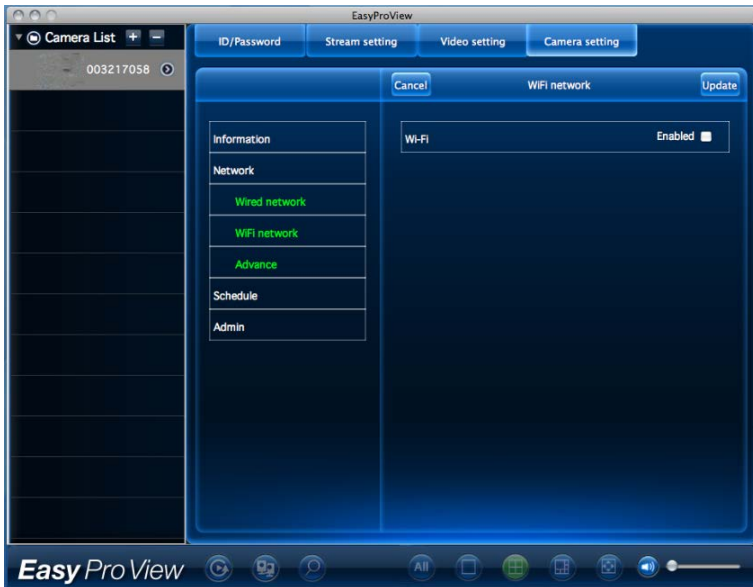 EasyProView
Camera List + −
ID/Password Stream setting Video setting Camera setting
003217058
Cancel WiFi network Update
Information
Wi-Fi Enabled
Network
Wired network
WiFi network
Advance
Schedule
Admin
Easy Pro View All